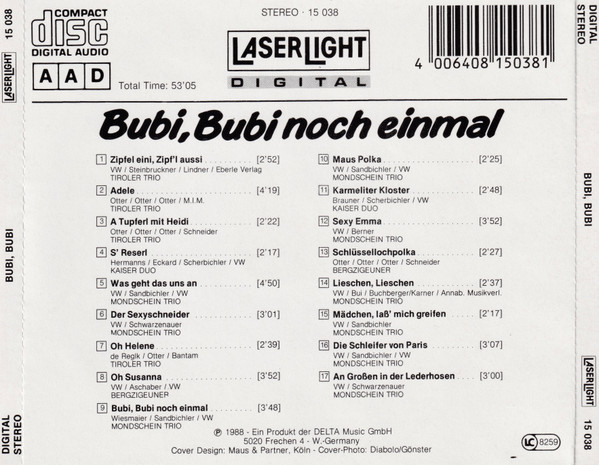 15 038
LASERLIGHT
BUBI, BUBI
DIGITAL
STEREO
COMPACT
disc
DIGITAL AUDIO
A A D
Total Time: 53'05
STEREO · 15 038
LASERLIGHT
DIGITAL
4 006408 150381
Bubi, Bubi noch einmal
1 Zipfel eini, Zipf'l aussi [2'52]
VW / Steinbruckner / Lindner / Eberle Verlag
TIROLER TRIO
2 Adele [4'19]
Otter / Otter / Otter / M.I.M.
TIROLER TRIO
3 A Tupferl mit Heidi [2'22]
Otter / Otter / Otter / Schneider
TIROLER TRIO
4 S' Reserl [2'17]
Hermanns / Eckard / Scherbichler / VW
KAISER DUO
5 Was geht das uns an [4'50]
VW / Sandbichler / VW
MONDSCHEIN TRIO
6 Der Sexyschneider [3'01]
VW / Schwarzenauer
MONDSCHEIN TRIO
7 Oh Helene [2'39]
de Regik / Otter / Bantam
TIROLER TRIO
8 Oh Susanna [3'52]
VW / Aschaber / VW
BERGZIGEUNER
9 Bubi, Bubi noch einmal [3'48]
Wiesmaier / Sandbichler / VW
MONDSCHEIN TRIO
10 Maus Polka [2'25]
VW / Sandbichler / VW
MONDSCHEIN TRIO
11 Karmeliter Kloster [2'48]
Brauner / Scherbichler / VW
KAISER DUO
12 Sexy Emma [3'52]
VW / Berner
MONDSCHEIN TRIO
13 Schlüssellochpolka [2'27]
Otter / Otter / Otter / Schneider
BERGZIGEUNER
14 Lieschen, Lieschen [2'37]
VW / Bui / Buchberger/Karner / Annab. Musikverl.
MONDSCHEIN TRIO
15 Mädchen, laß' mich greifen [2'17]
VW / Sandbichler
MONDSCHEIN TRIO
16 Die Schleifer von Paris [3'07]
VW / Sandbichler / VW
MONDSCHEIN TRIO
17 An Großen in der Lederhosen [3'00]
VW / Schwarzenauer
MONDSCHEIN TRIO
℗ 1988 - Ein Produkt der DELTA Music GmbH
5020 Frechen 4 - W.-Germany
Cover Design: Maus & Partner, Köln - Cover-Photo: Diabolo/Gönster
LC 8259
DIGITAL
STEREO
BUBI, BUBI
LASERLIGHT
15 038